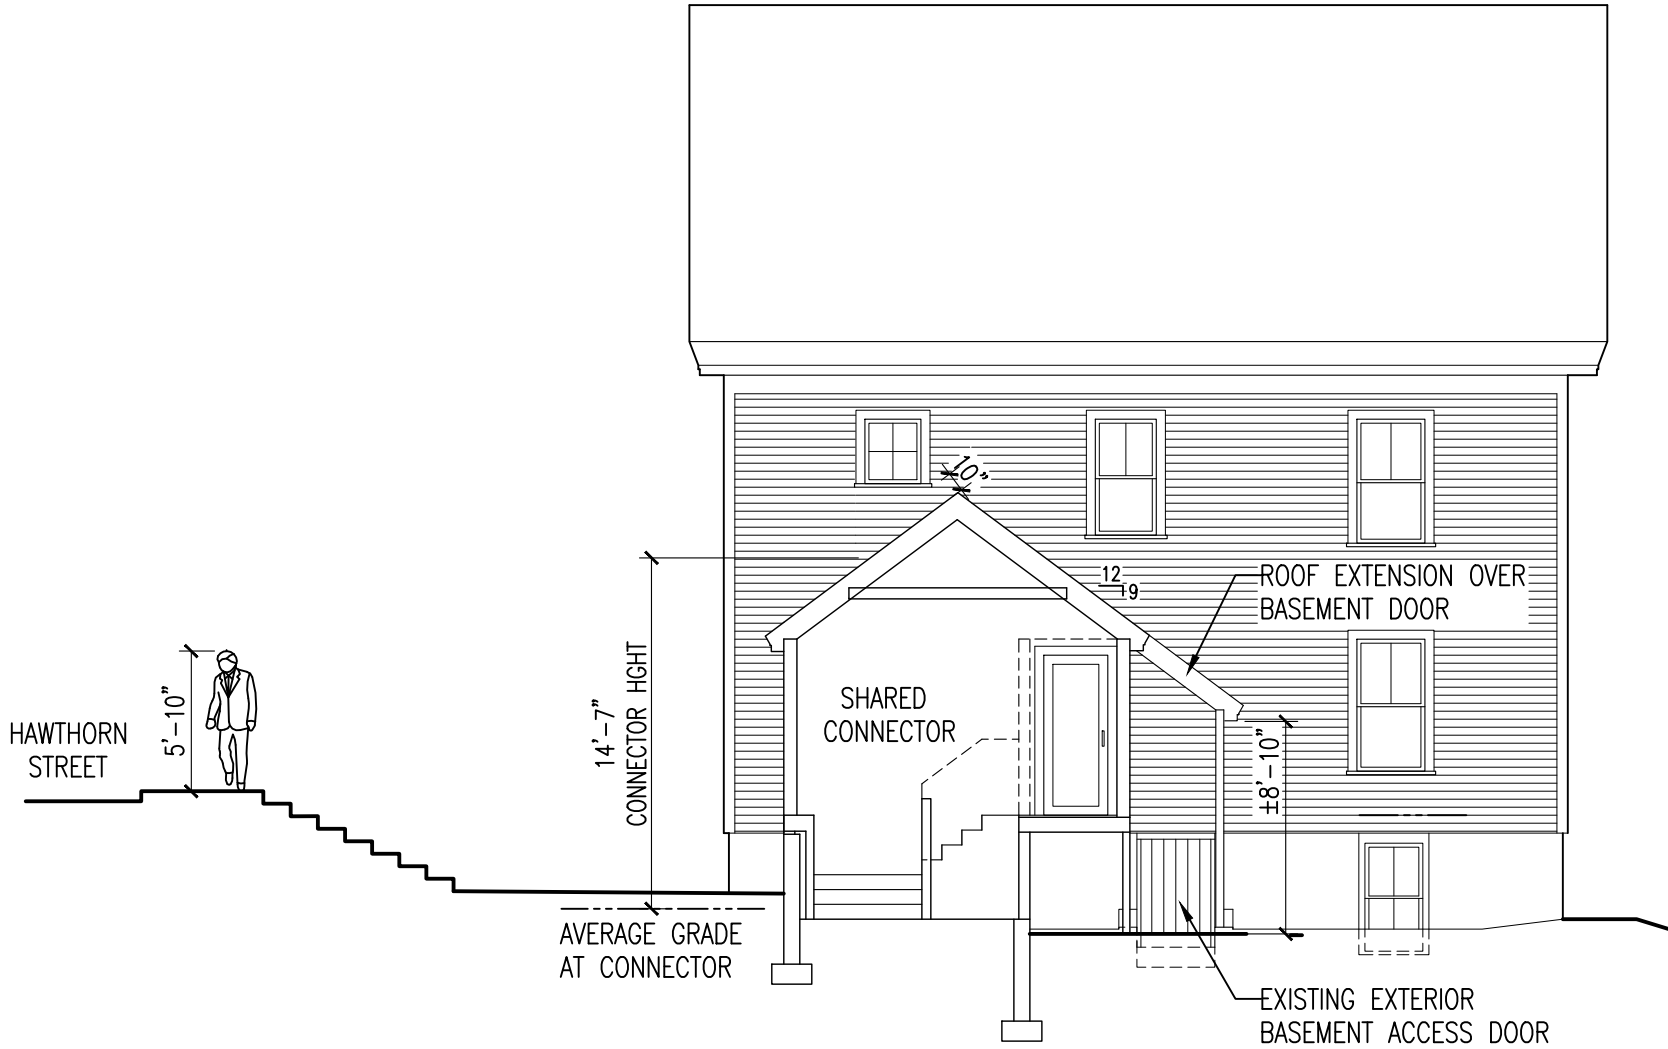 10"
12
9
ROOF EXTENSION OVER
BASEMENT DOOR
HAWTHORN
STREET
5'-10"
14'-7"
CONNECTOR HGHT
SHARED
CONNECTOR
±8'-10"
AVERAGE GRADE
AT CONNECTOR
EXISTING EXTERIOR
BASEMENT ACCESS DOOR